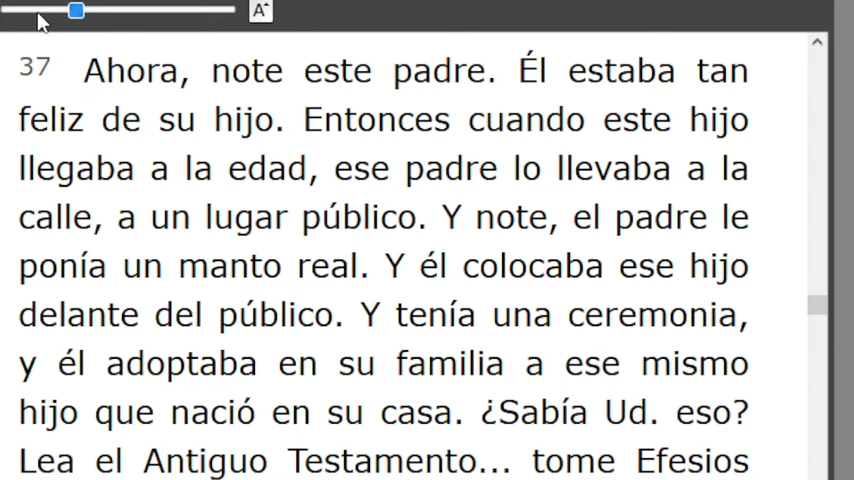 A
37 Ahora, note este padre. Él estaba tan
feliz de su hijo. Entonces cuando este hijo
llegaba a la edad, ese padre lo llevaba a la
calle, a un lugar público. Y note, el padre le
ponía un manto real. Y él colocaba ese hijo
delante del público. Y tenía una ceremonia,
y él adoptaba en su familia a ese mismo
hijo que nació en su casa. ¿Sabía Ud. eso?
Lea el Antiguo Testamento... tome Efesios